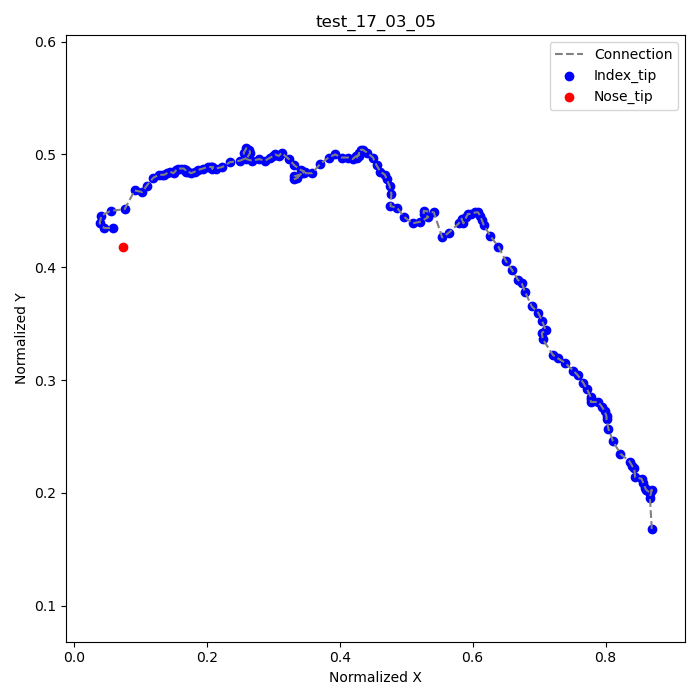 test_17_03_05
0.6
0.5
0.4
0.3
0.2
0.1
Normalized Y
Connection
Index_tip
Nose_tip
0.0 0.2 0.4 0.6 0.8
Normalized X